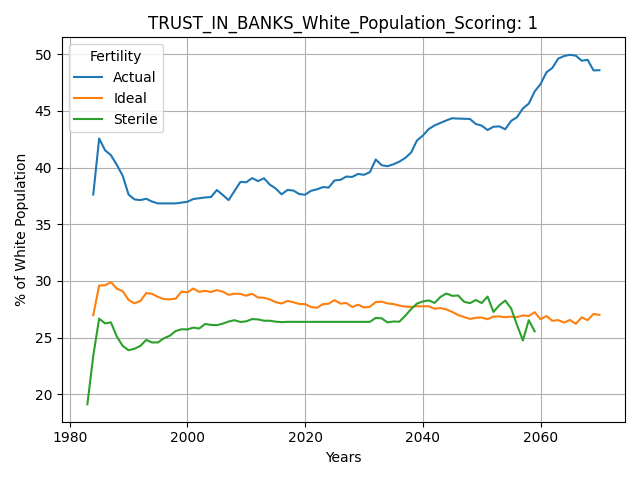 TRUST_IN_BANKS_White_Population_Scoring: 1
Fertility
Actual
Ideal
Sterile
% of White Population
50
45
40
35
30
25
20
1980
2000
2020
2040
2060
Years